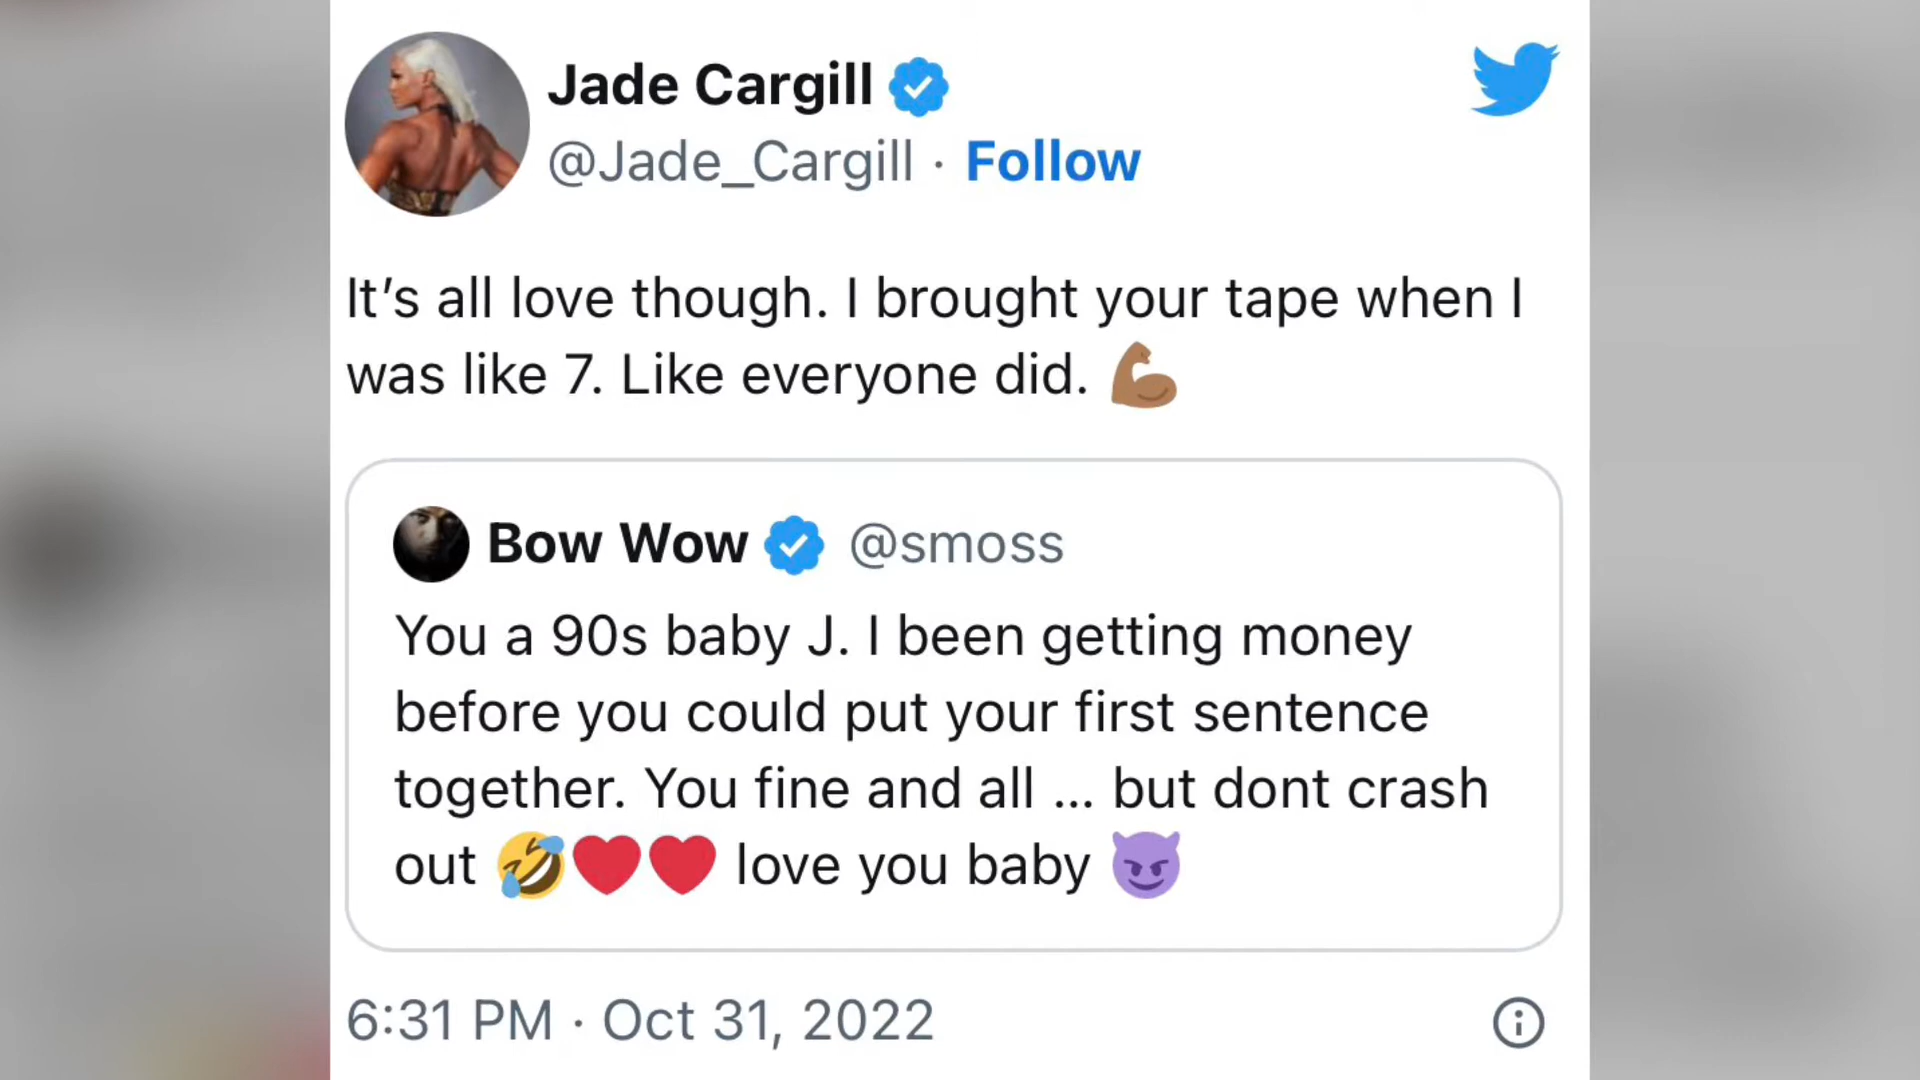 Jade Cargill
@Jade_Cargill · Follow
It’s all love though. I brought your tape when I
was like 7. Like everyone did. 💪🏽
Bow Wow @smoss
You a 90s baby J. I been getting money
before you could put your first sentence
together. You fine and all ... but dont crash
out 🤣❤️❤️ love you baby 😈
6:31 PM · Oct 31, 2022